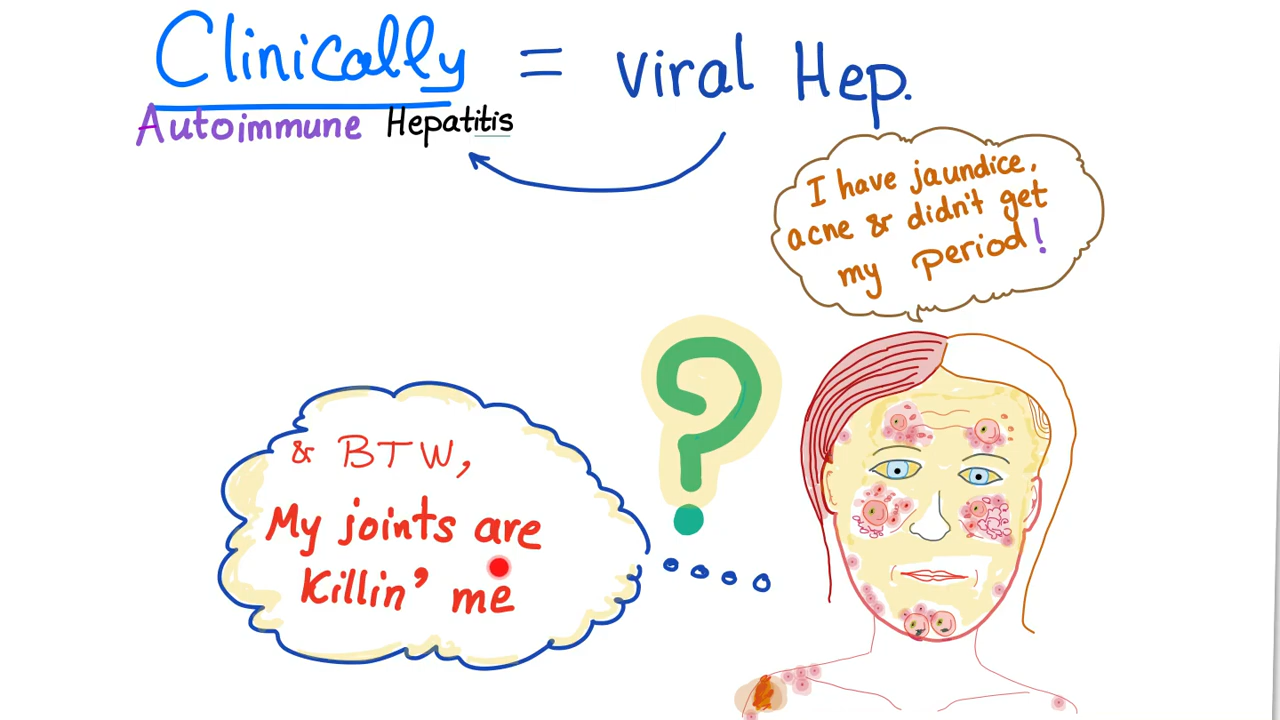 Clinically = viral Hep.
Autoimmune Hepatitis
I have jaundice,
acne & didn't get
my period!
& BTW,
My joints are
Killin' me